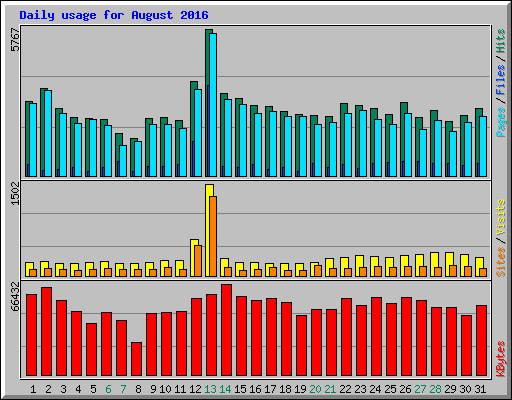 Daily usage for August 2016
5767
Pages / Files / Hits
1502
Sites / Visits
66432
KBytes
1 2 3 4 5 6 7 8 9 10 11 12 13 14 15 16 17 18 19 20 21 22 23 24 25 26 27 28 29 30 31